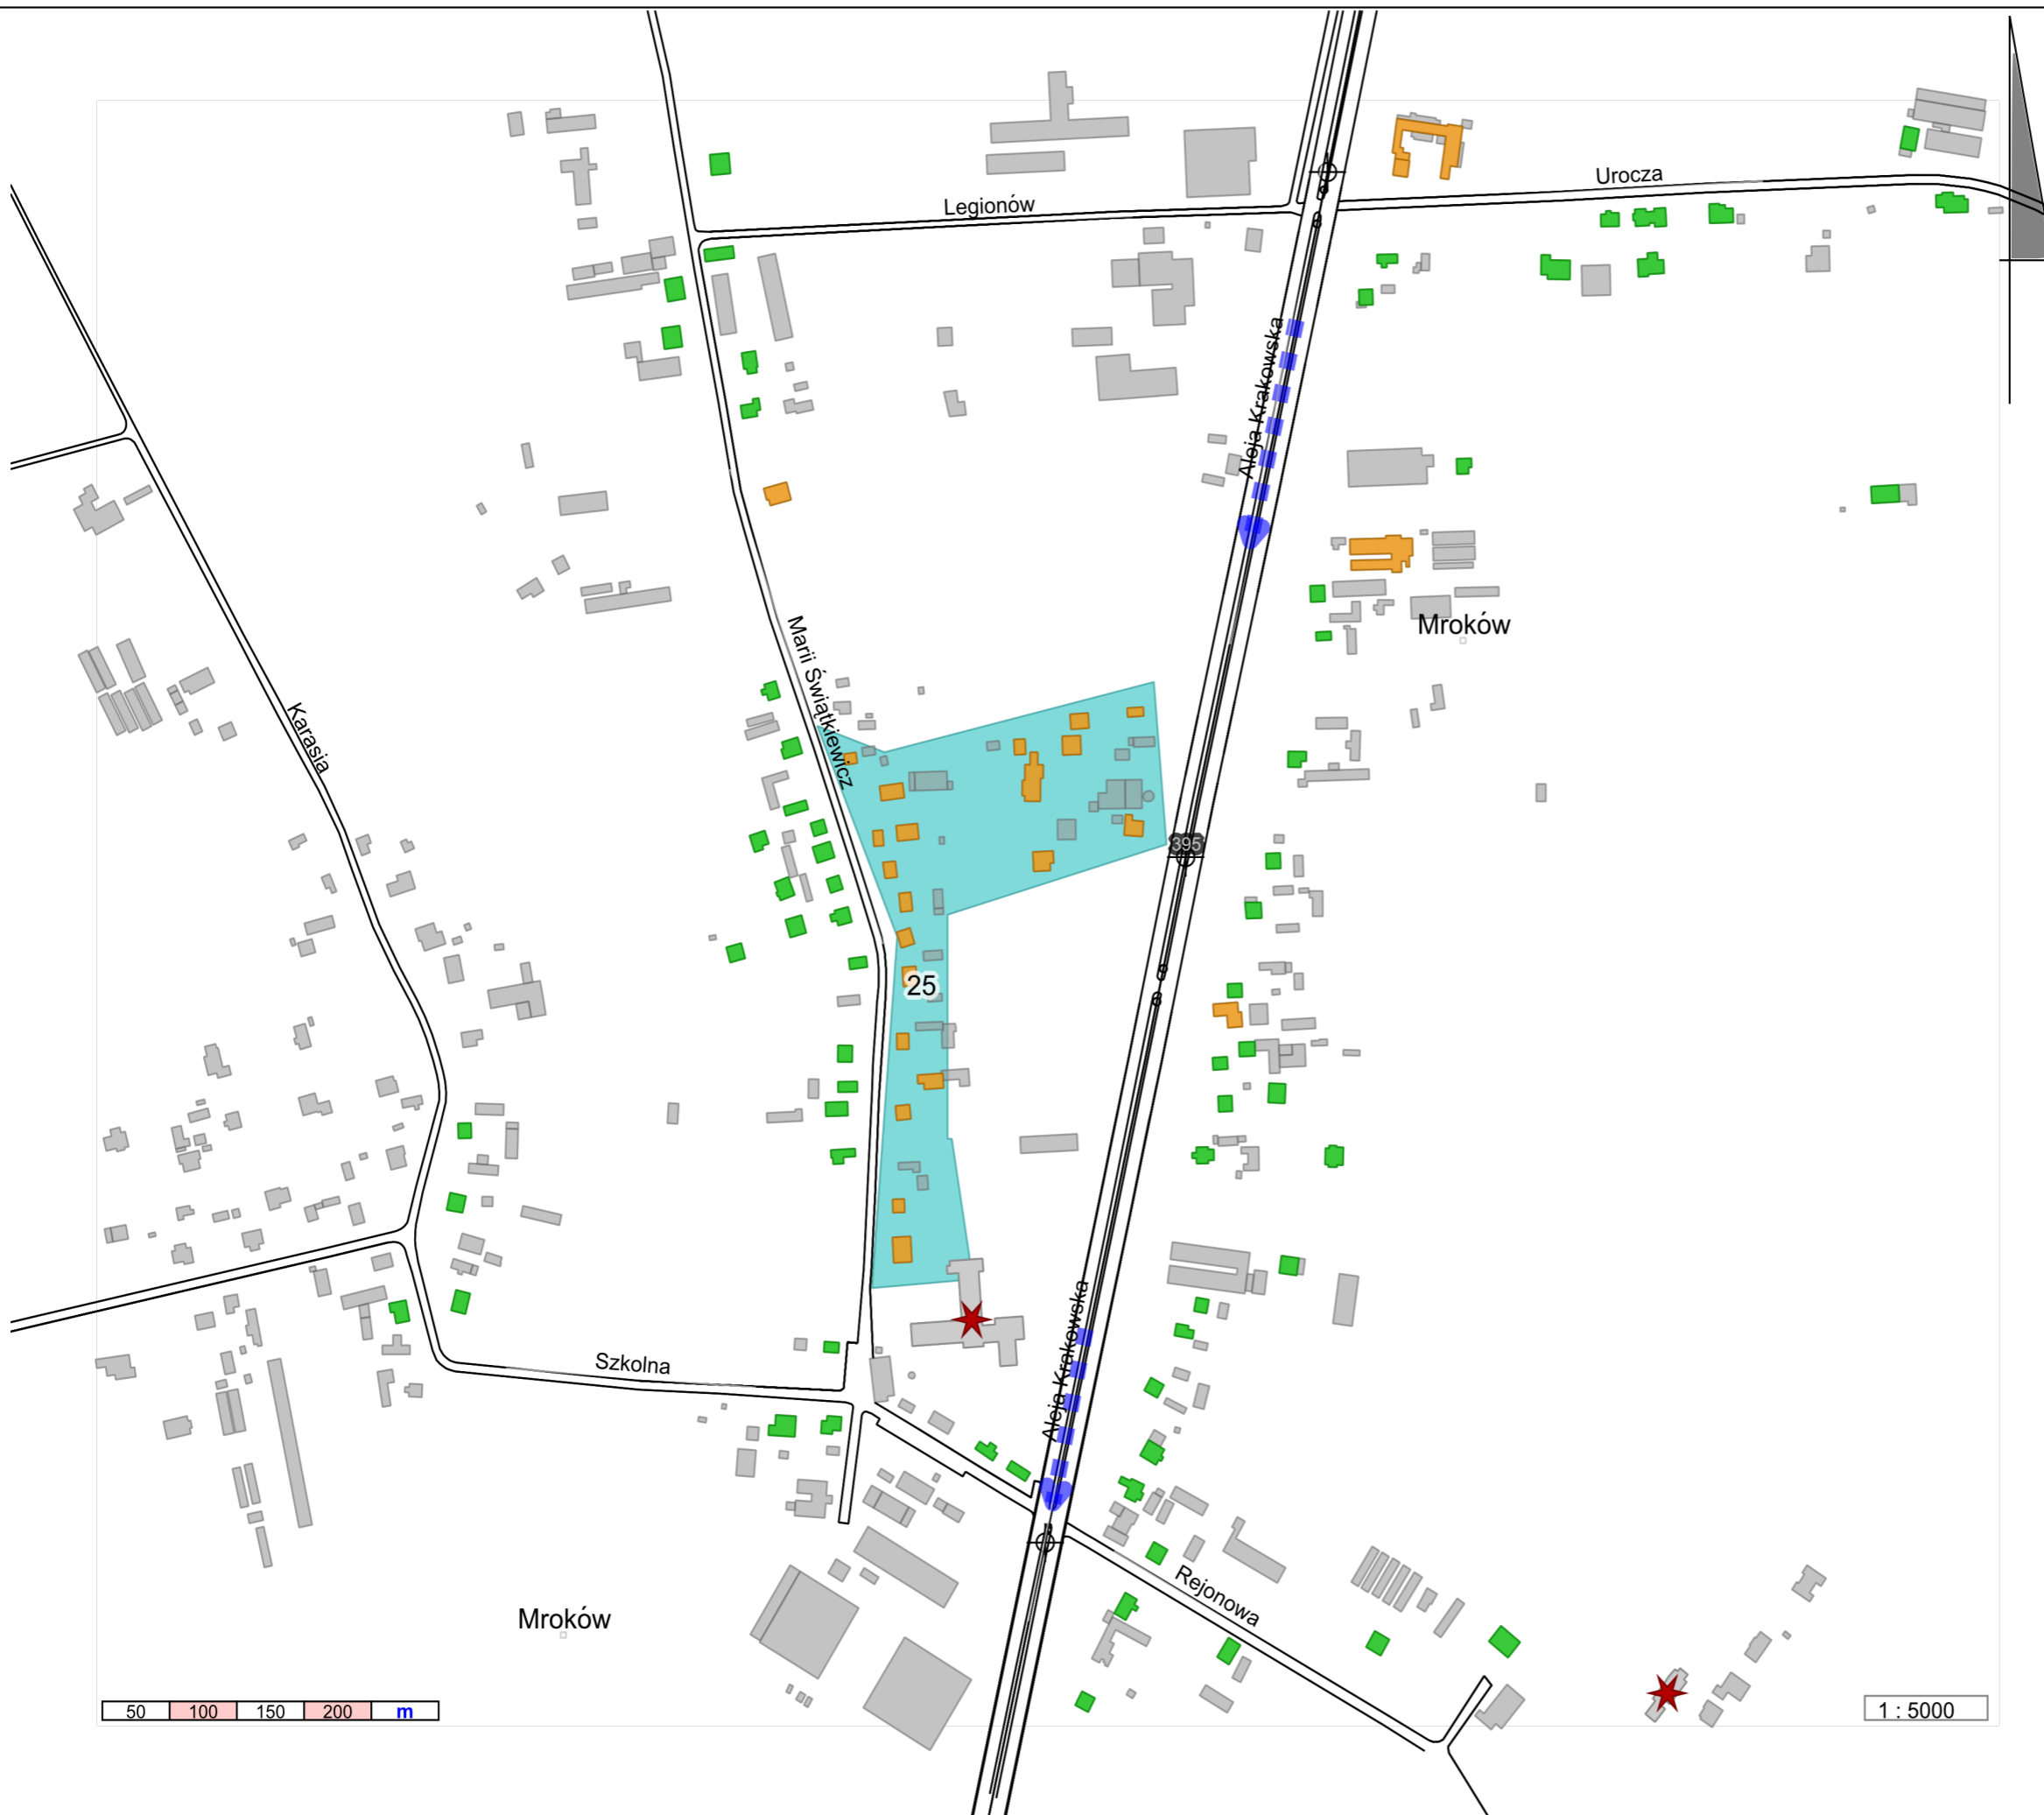 Urocza
Legionów
Aleja Krakowska
Mroków
Marii Świątkiewicz
Karasia
395
25
Aleja Krakowska
Szkolna
Rejonowa
Mroków
50 100 150 200 m
1 : 5000